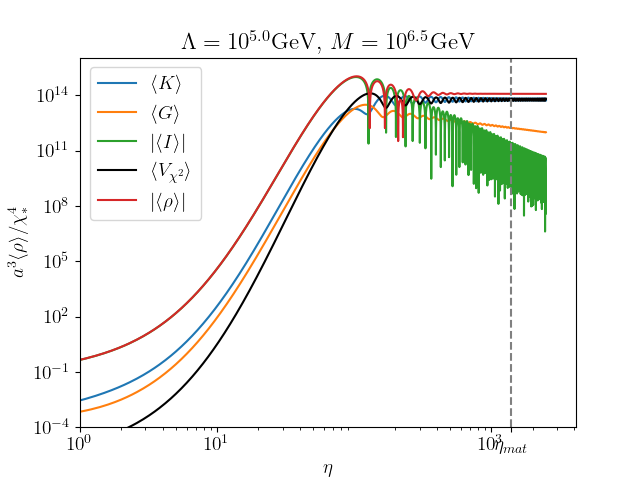 Λ = 10^{5.0}GeV, M = 10^{6.5}GeV
a^3⟨ρ⟩/χ_*^4
10^{14}
10^{11}
10^8
10^5
10^2
10^{-1}
10^{-4}
⟨K⟩
⟨G⟩
|⟨I⟩|
⟨V_{χ^2}⟩
|⟨ρ⟩|
10^0 10^1 10^3 η_{mat}
η